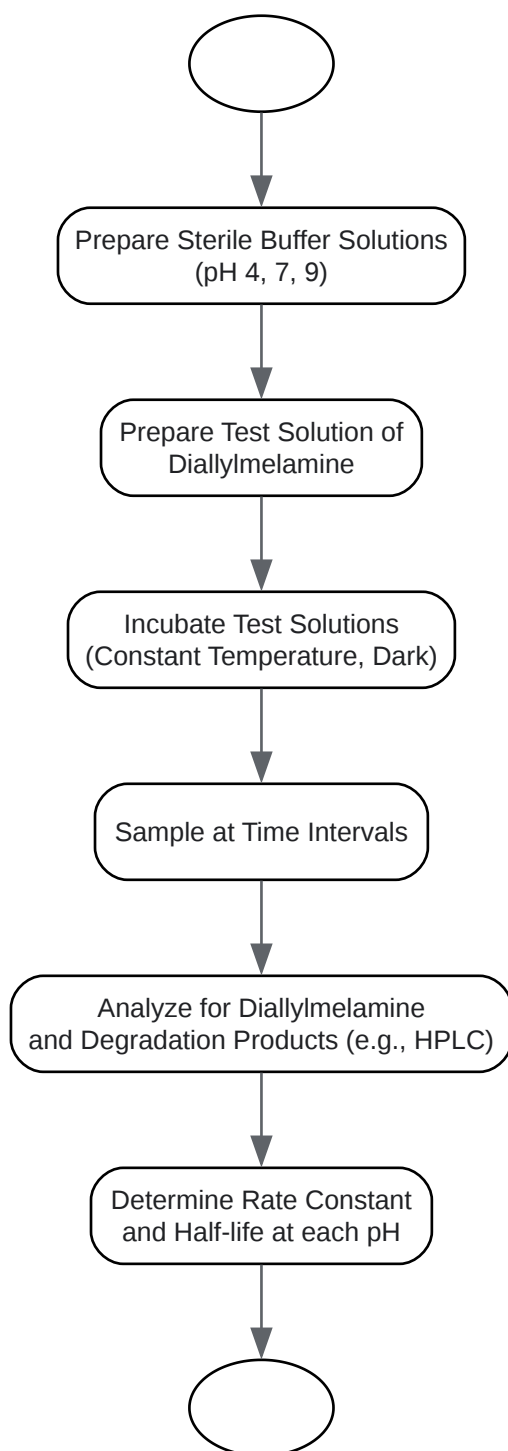 Prepare Sterile Buffer Solutions
(pH 4, 7, 9)
Prepare Test Solution of
Diallylmelamine
Incubate Test Solutions
(Constant Temperature, Dark)
Sample at Time Intervals
Analyze for Diallylmelamine
and Degradation Products (e.g., HPLC)
Determine Rate Constant
and Half-life at each pH